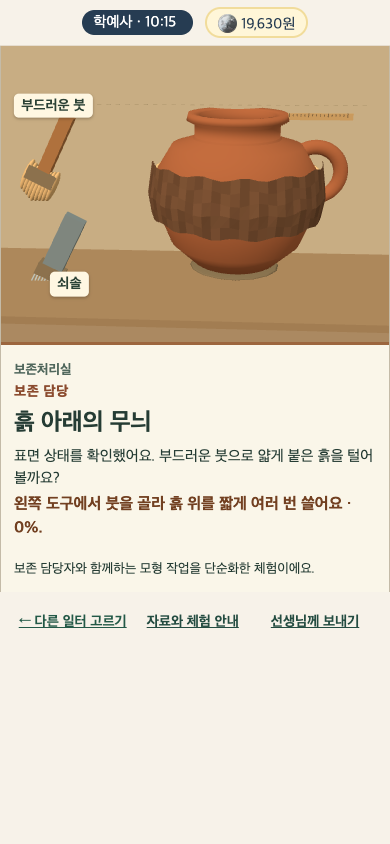 학예사 · 10:15
19,630원
부드러운 붓
쇠솔
보존처리실
보존 담당
흙 아래의 무늬
표면 상태를 확인했어요. 부드러운 붓으로 얇게 붙은 흙을 털어
볼까요?
왼쪽 도구에서 붓을 골라 흙 위를 짧게 여러 번 쓸어요 ·
0%.
보존 담당자와 함께하는 모형 작업을 단순화한 체험이에요.
← 다른 일터 고르기
자료와 체험 안내
선생님께 보내기